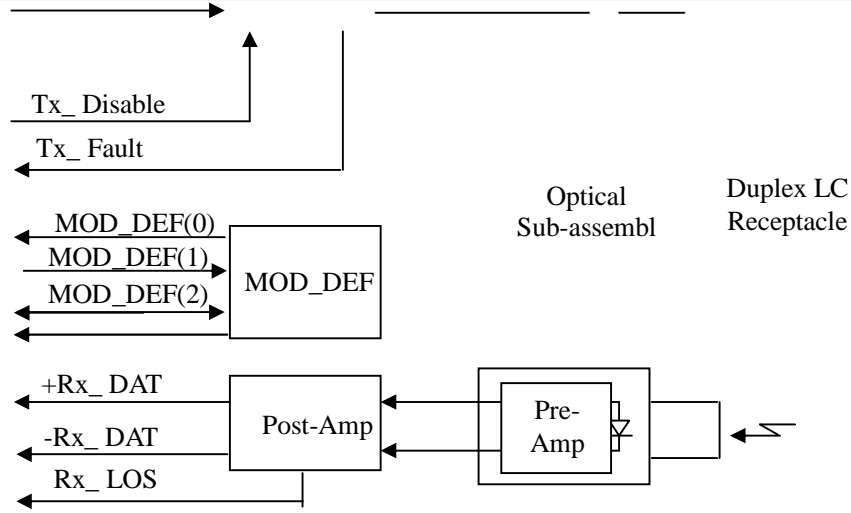 Tx_ Disable
Tx_ Fault
MOD_DEF(0)
MOD_DEF(1)
MOD_DEF(2)
MOD_DEF
Optical
Sub-assembl
Duplex LC
Receptacle
+Rx_ DAT
-Rx_ DAT
Rx_ LOS
Post-Amp
Pre-
Amp